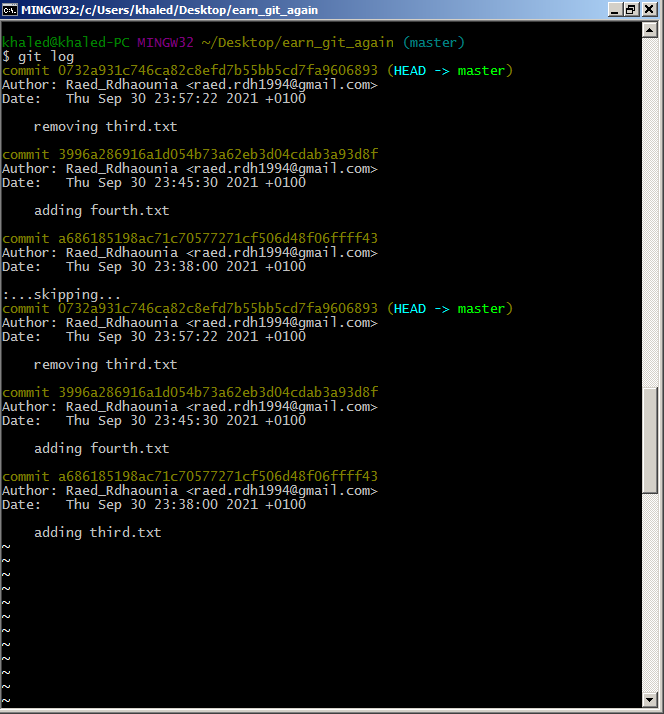 MINGW32:/c/Users/khaled/Desktop/earn_git_again
khaled@khaled-PC MINGW32 ~/Desktop/earn_git_again (master)
$ git log
commit 0732a931c746ca82c8efd7b55bb5cd7fa9606893 (HEAD -> master)
Author: Raed_Rdhaounia <raed.rdh1994@gmail.com>
Date:   Thu Sep 30 23:57:22 2021 +0100
    removing third.txt
commit 3996a286916a1d054b73a62eb3d04cdab3a93d8f
Author: Raed_Rdhaounia <raed.rdh1994@gmail.com>
Date:   Thu Sep 30 23:45:30 2021 +0100
    adding fourth.txt
commit a686185198ac71c70577271cf506d48f06ffff43
Author: Raed_Rdhaounia <raed.rdh1994@gmail.com>
Date:   Thu Sep 30 23:38:00 2021 +0100
:...skipping...
commit 0732a931c746ca82c8efd7b55bb5cd7fa9606893 (HEAD -> master)
Author: Raed_Rdhaounia <raed.rdh1994@gmail.com>
Date:   Thu Sep 30 23:57:22 2021 +0100
    removing third.txt
commit 3996a286916a1d054b73a62eb3d04cdab3a93d8f
Author: Raed_Rdhaounia <raed.rdh1994@gmail.com>
Date:   Thu Sep 30 23:45:30 2021 +0100
    adding fourth.txt
commit a686185198ac71c70577271cf506d48f06ffff43
Author: Raed_Rdhaounia <raed.rdh1994@gmail.com>
Date:   Thu Sep 30 23:38:00 2021 +0100
    adding third.txt
~
~
~
~
~
~
~
~
~
~
~
~